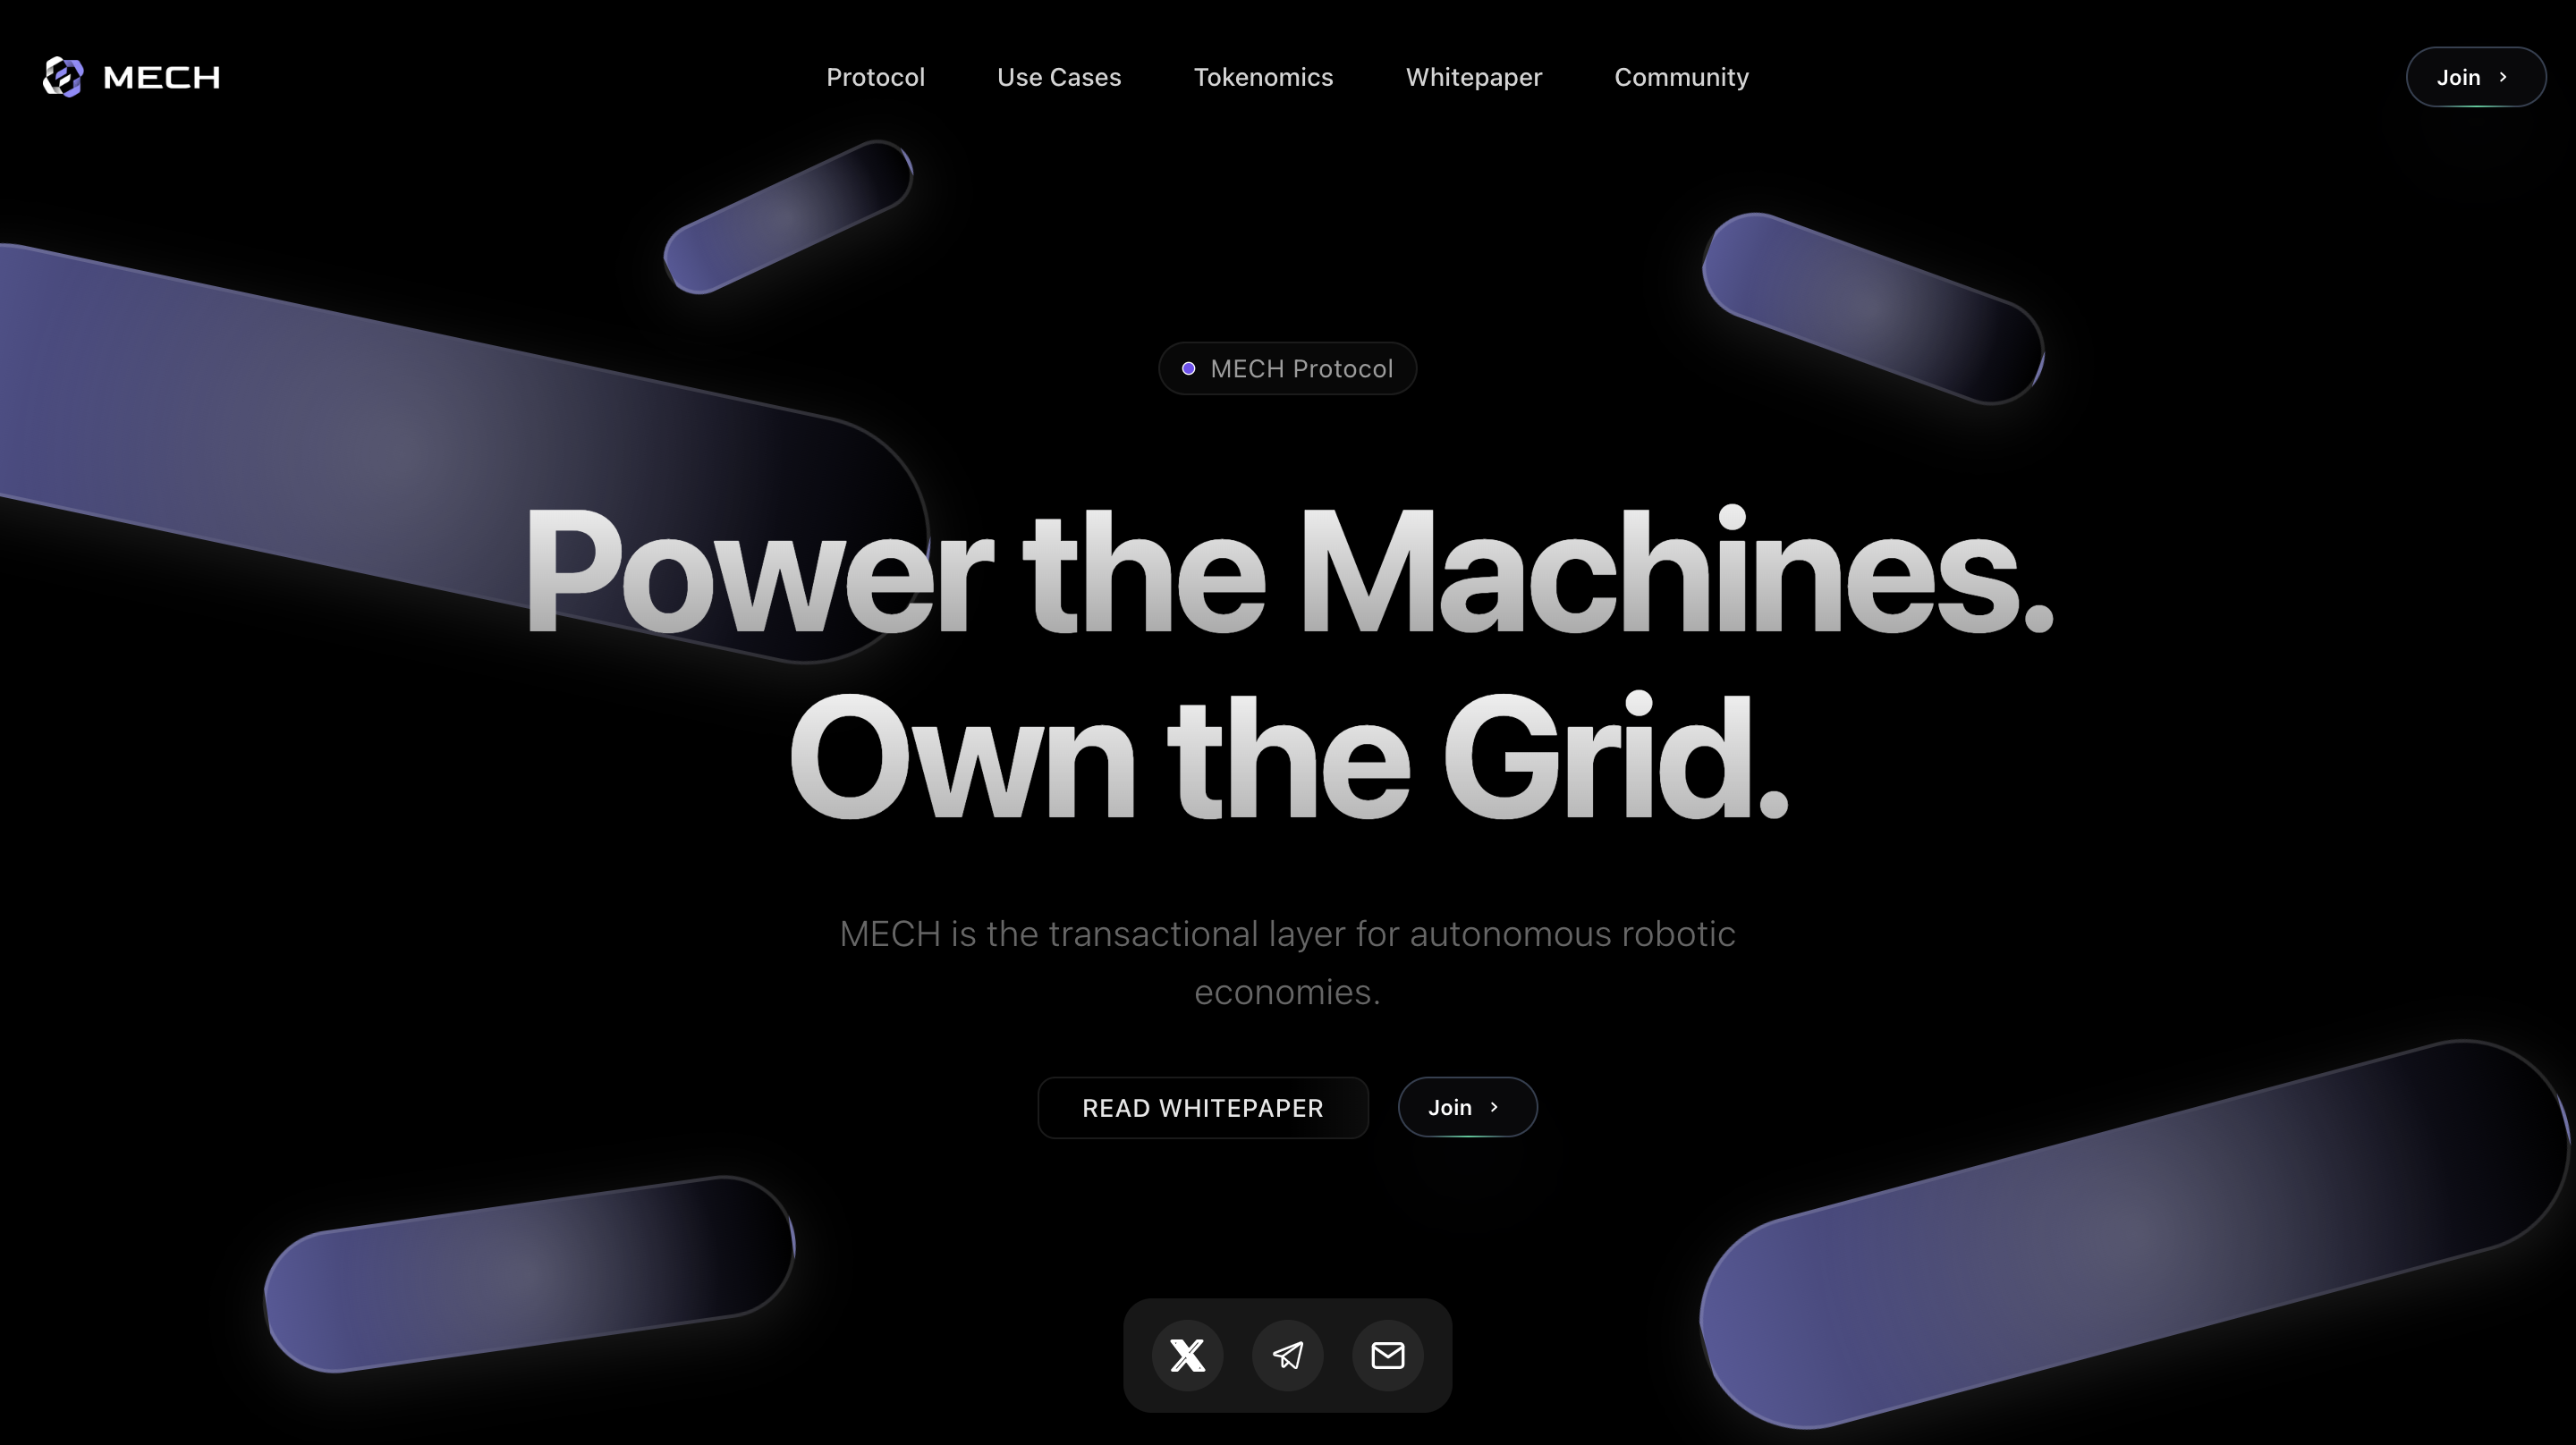 MECH
Protocol
Use Cases
Tokenomics
Whitepaper
Community
Join
MECH Protocol
Power the Machines.
Own the Grid.
MECH is the transactional layer for autonomous robotic
economies.
READ WHITEPAPER
Join